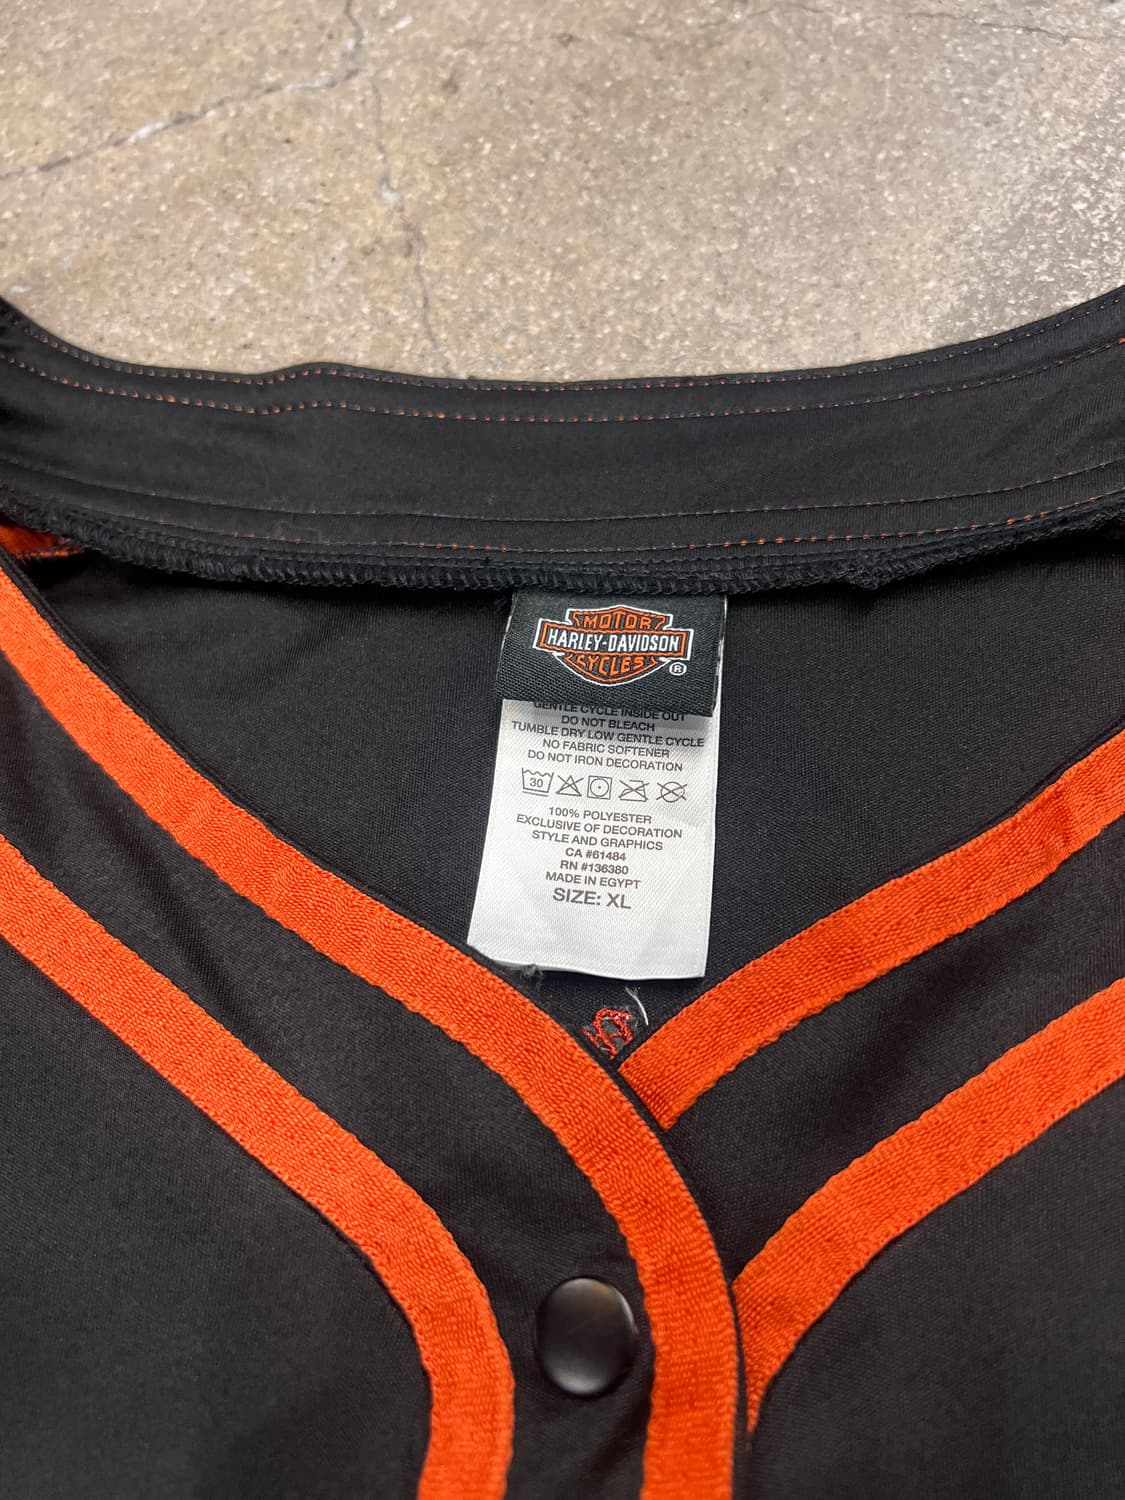 MOTOR
HARLEY-DAVIDSON
CYCLES
®
GENTLE CYCLE INSIDE OUT
DO NOT BLEACH
TUMBLE DRY LOW GENTLE CYCLE
NO FABRIC SOFTENER
DO NOT IRON DECORATION
30
100% POLYESTER
EXCLUSIVE OF DECORATION
STYLE AND GRAPHICS
CA #61484
RN #136380
MADE IN EGYPT
SIZE: XL